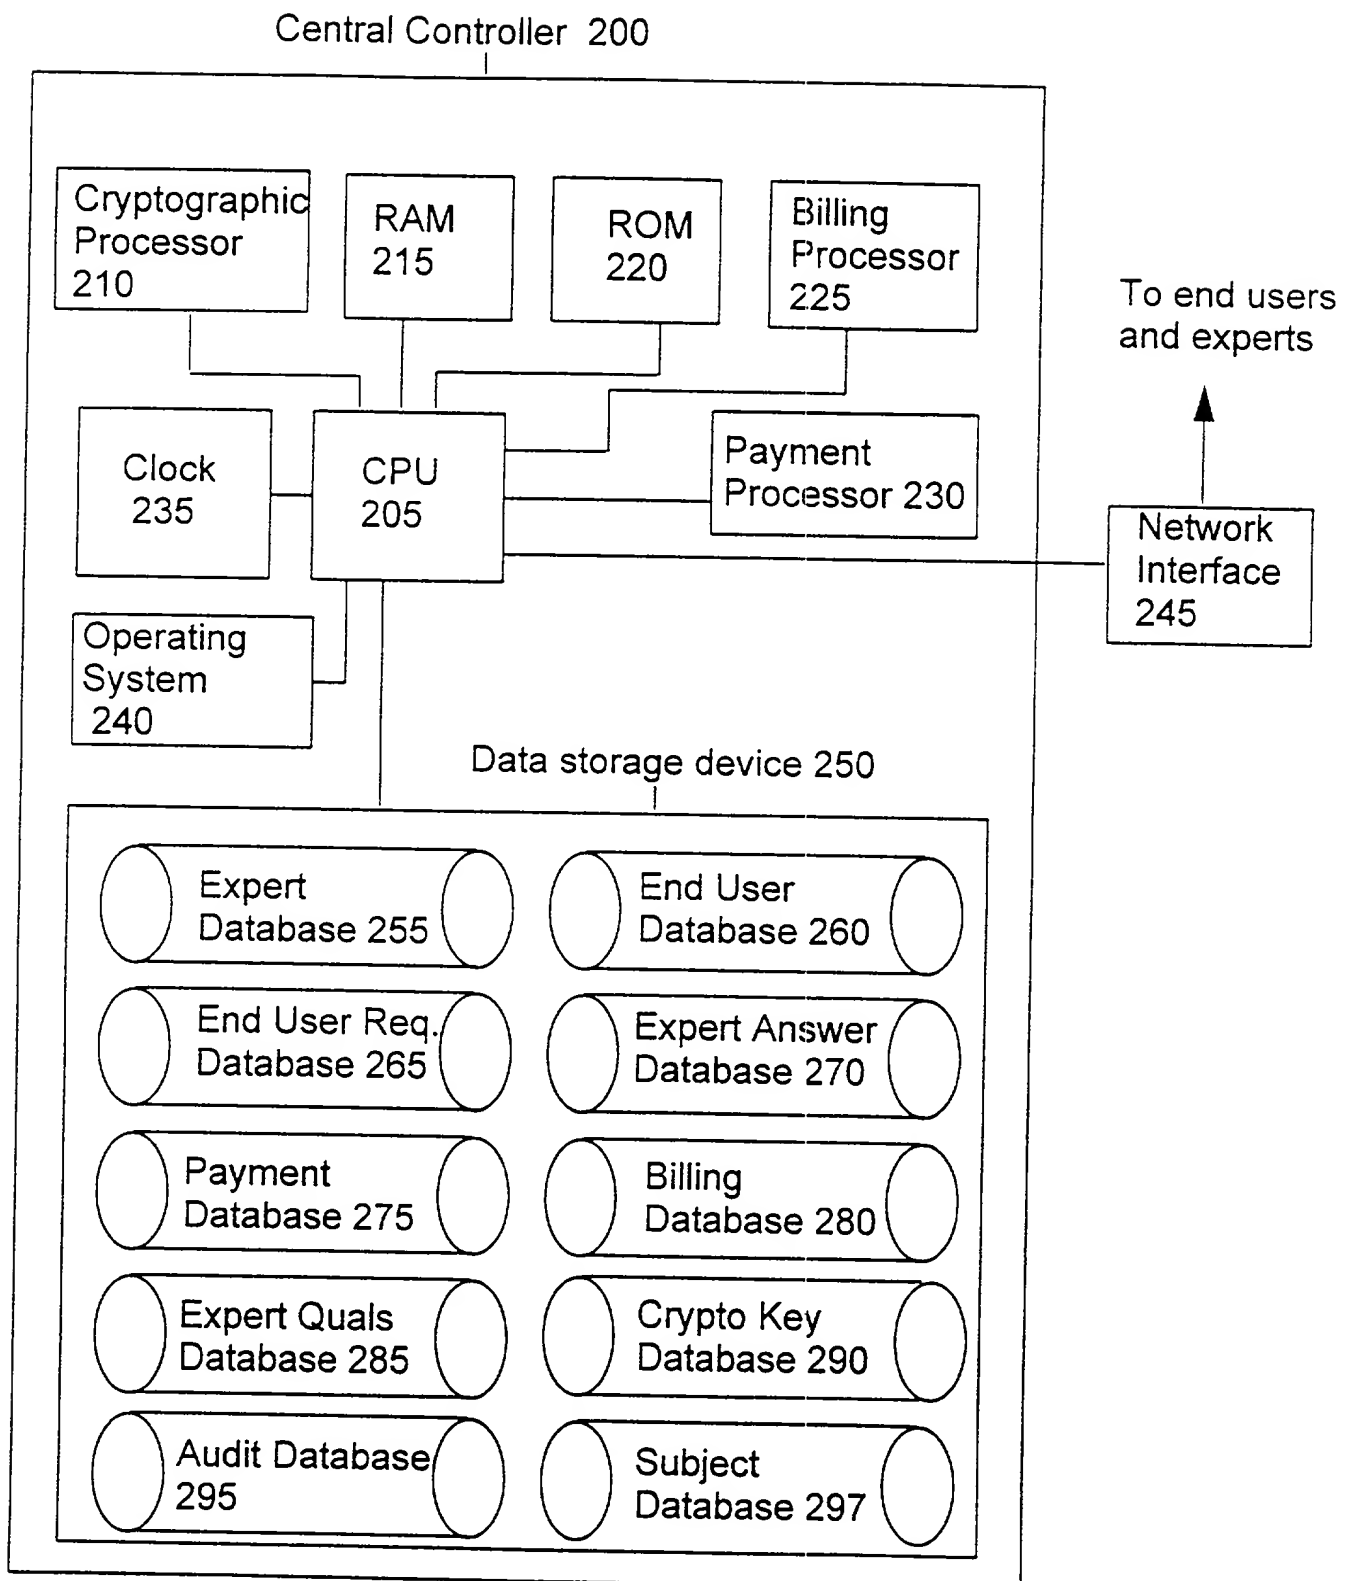 Central Controller 200
Cryptographic
Processor
210
RAM
215
ROM
220
Billing
Processor
225
To end users
and experts
Clock
235
CPU
205
Payment
Processor 230
Network
Interface
245
Operating
System
240
Data storage device 250
Expert
Database 255
End User
Database 260
End User Req.
Database 265
Expert Answer
Database 270
Payment
Database 275
Billing
Database 280
Expert Quals
Database 285
Crypto Key
Database 290
Audit Database
295
Subject
Database 297